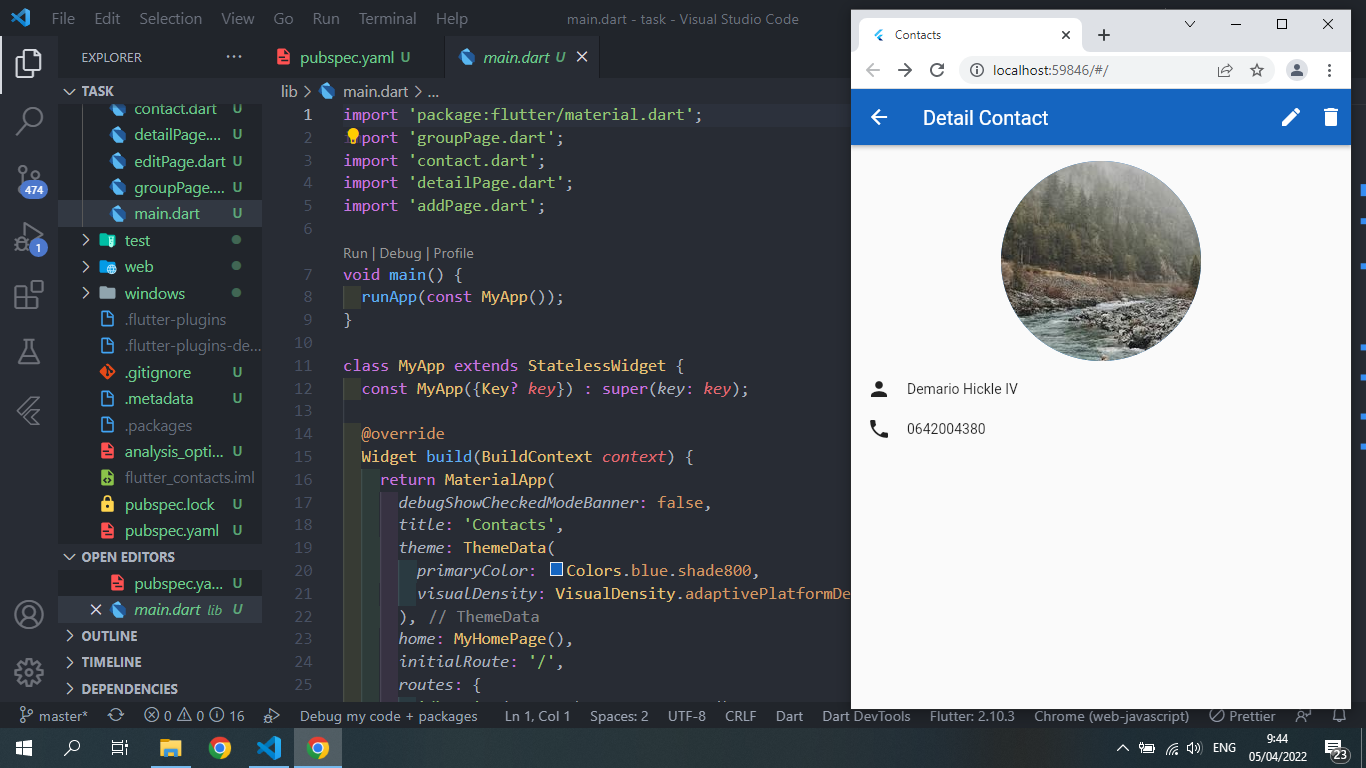 File Edit Selection View Go Run Terminal Help
main.dart - task - Visual Studio Code
EXPLORER
pubspec.yaml U
main.dart U
TASK
contact.dart U
detailPage.... U
editPage.dart U
groupPage.... U
main.dart U
test
web
windows
.flutter-plugins
.flutter-plugins-de...
.gitignore U
.metadata U
.packages
analysis_opti... U
flutter_contacts.iml
pubspec.lock U
pubspec.yaml U
OPEN EDITORS
pubspec.ya... U
main.dart lib U
OUTLINE
TIMELINE
DEPENDENCIES
474
1
lib > main.dart > ...
1 import 'package:flutter/material.dart';
2 import 'groupPage.dart';
3 import 'contact.dart';
4 import 'detailPage.dart';
5 import 'addPage.dart';
6
Run | Debug | Profile
7 void main() {
8 runApp(const MyApp());
9 }
10
11 class MyApp extends StatelessWidget {
12 const MyApp({Key? key}) : super(key: key);
13
14 @override
15 Widget build(BuildContext context) {
16 return MaterialApp(
17 debugShowCheckedModeBanner: false,
18 title: 'Contacts',
19 theme: ThemeData(
20 primaryColor: Colors.blue.shade800,
21 visualDensity: VisualDensity.adaptivePlatformDe
22 ), // ThemeData
23 home: MyHomePage(),
24 initialRoute: '/',
25 routes: {
Contacts
localhost:59846/#/
Detail Contact
Demario Hickle IV
0642004380
master* 0 0 16 Debug my code + packages Ln 1, Col 1 Spaces: 2 UTF-8 CRLF Dart Dart DevTools Flutter: 2.10.3 Chrome (web-javascript) Prettier
ENG
9:44
05/04/2022
23